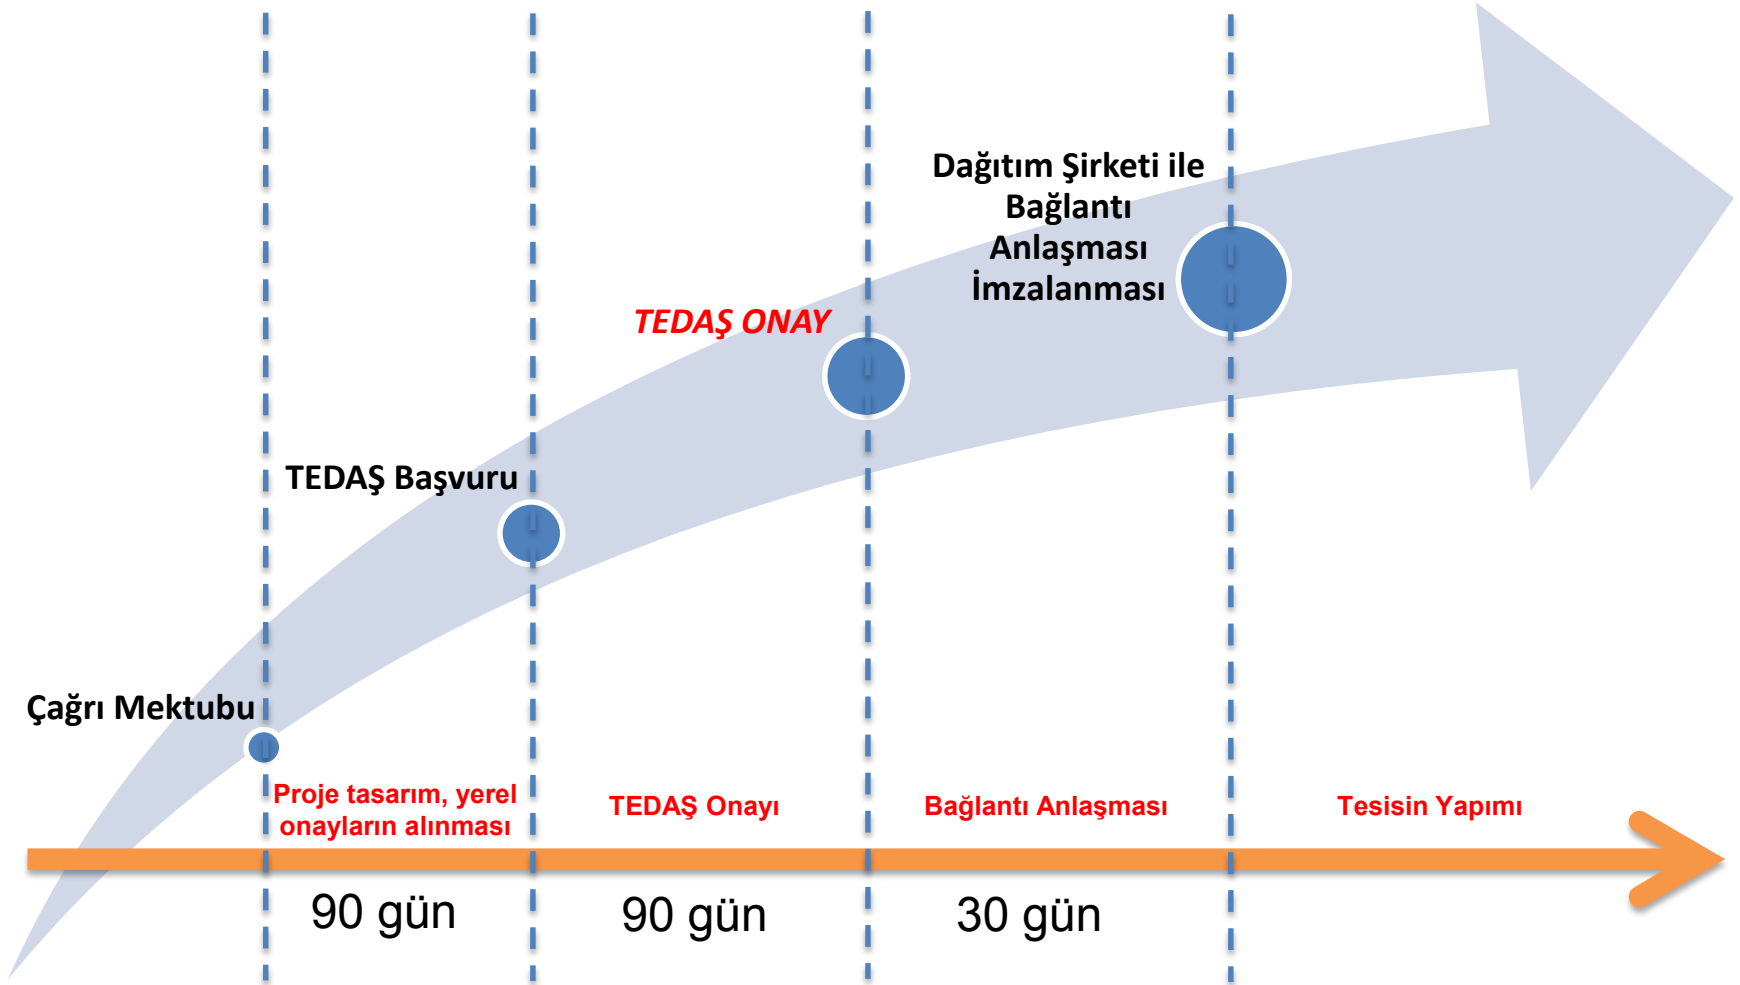 Dağıtım Şirketi ile
Bağlantı
Anlaşması
İmzalanması
TEDAŞ ONAY
TEDAŞ Başvuru
Çağrı Mektubu
Proje tasarım, yerel
onayların alınması
TEDAŞ Onayı
Bağlantı Anlaşması
Tesisin Yapımı
90 gün
90 gün
30 gün